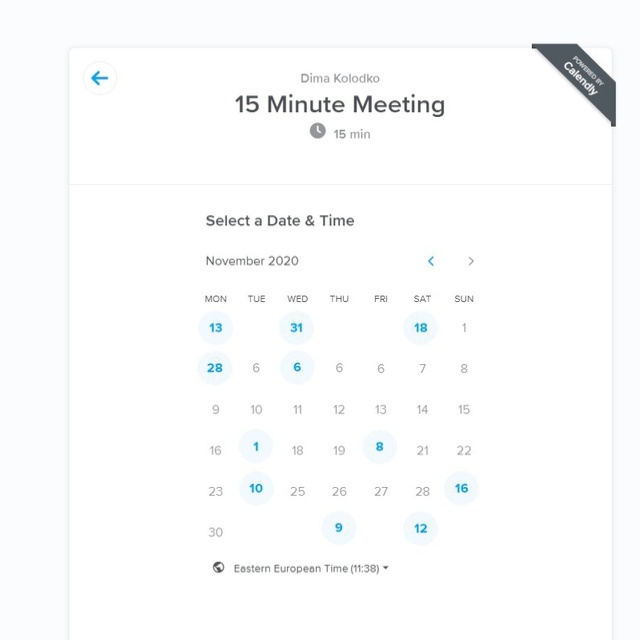 POWERED BY
Calendly
Dima Kolodko
15 Minute Meeting
15 min
Select a Date & Time
November 2020
MON TUE WED THU FRI SAT SUN
13 31 18 1
28 6 6 6 6 7 8
9 10 11 12 13 14 15
16 1 18 19 8 21 22
23 10 25 26 27 28 16
30 9 12
Eastern European Time (11:38)